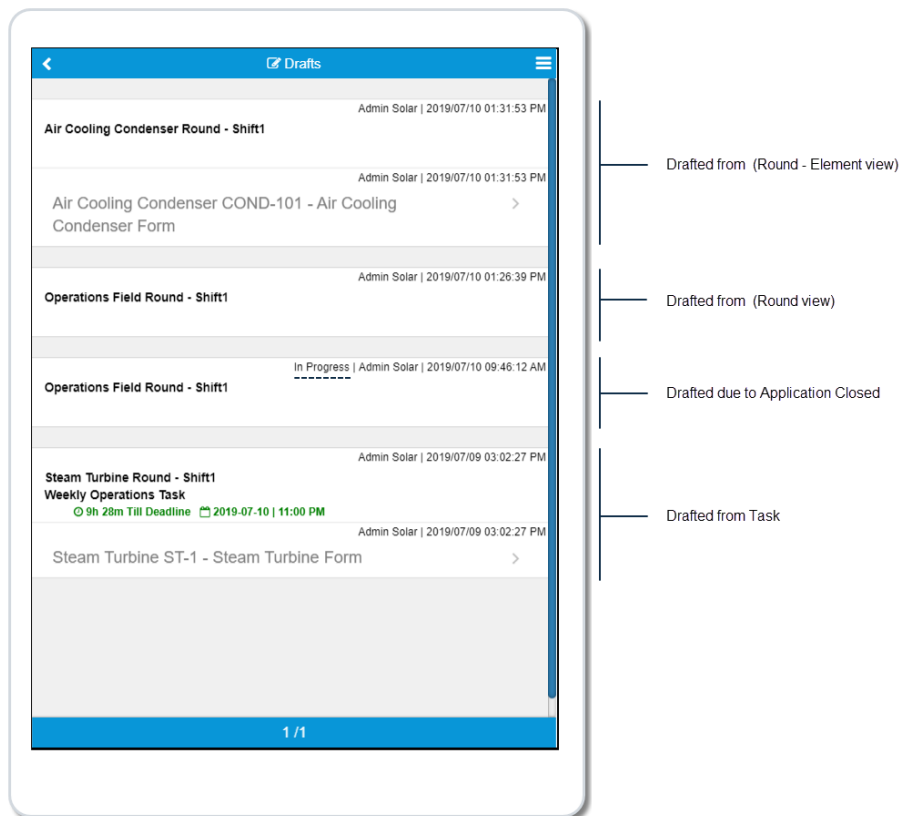 Drafts
Admin Solar | 2019/07/10 01:31:53 PM
Air Cooling Condenser Round - Shift1
Admin Solar | 2019/07/10 01:31:53 PM
Air Cooling Condenser COND-101 - Air Cooling
Condenser Form
Drafted from (Round - Element view)
Admin Solar | 2019/07/10 01:26:39 PM
Operations Field Round - Shift1
Drafted from (Round view)
In Progress | Admin Solar | 2019/07/10 09:46:12 AM
Operations Field Round - Shift1
Drafted due to Application Closed
Admin Solar | 2019/07/09 03:02:27 PM
Steam Turbine Round - Shift1
Weekly Operations Task
9h 28m Till Deadline 2019-07-10 | 11:00 PM
Admin Solar | 2019/07/09 03:02:27 PM
Steam Turbine ST-1 - Steam Turbine Form
Drafted from Task
1 /1